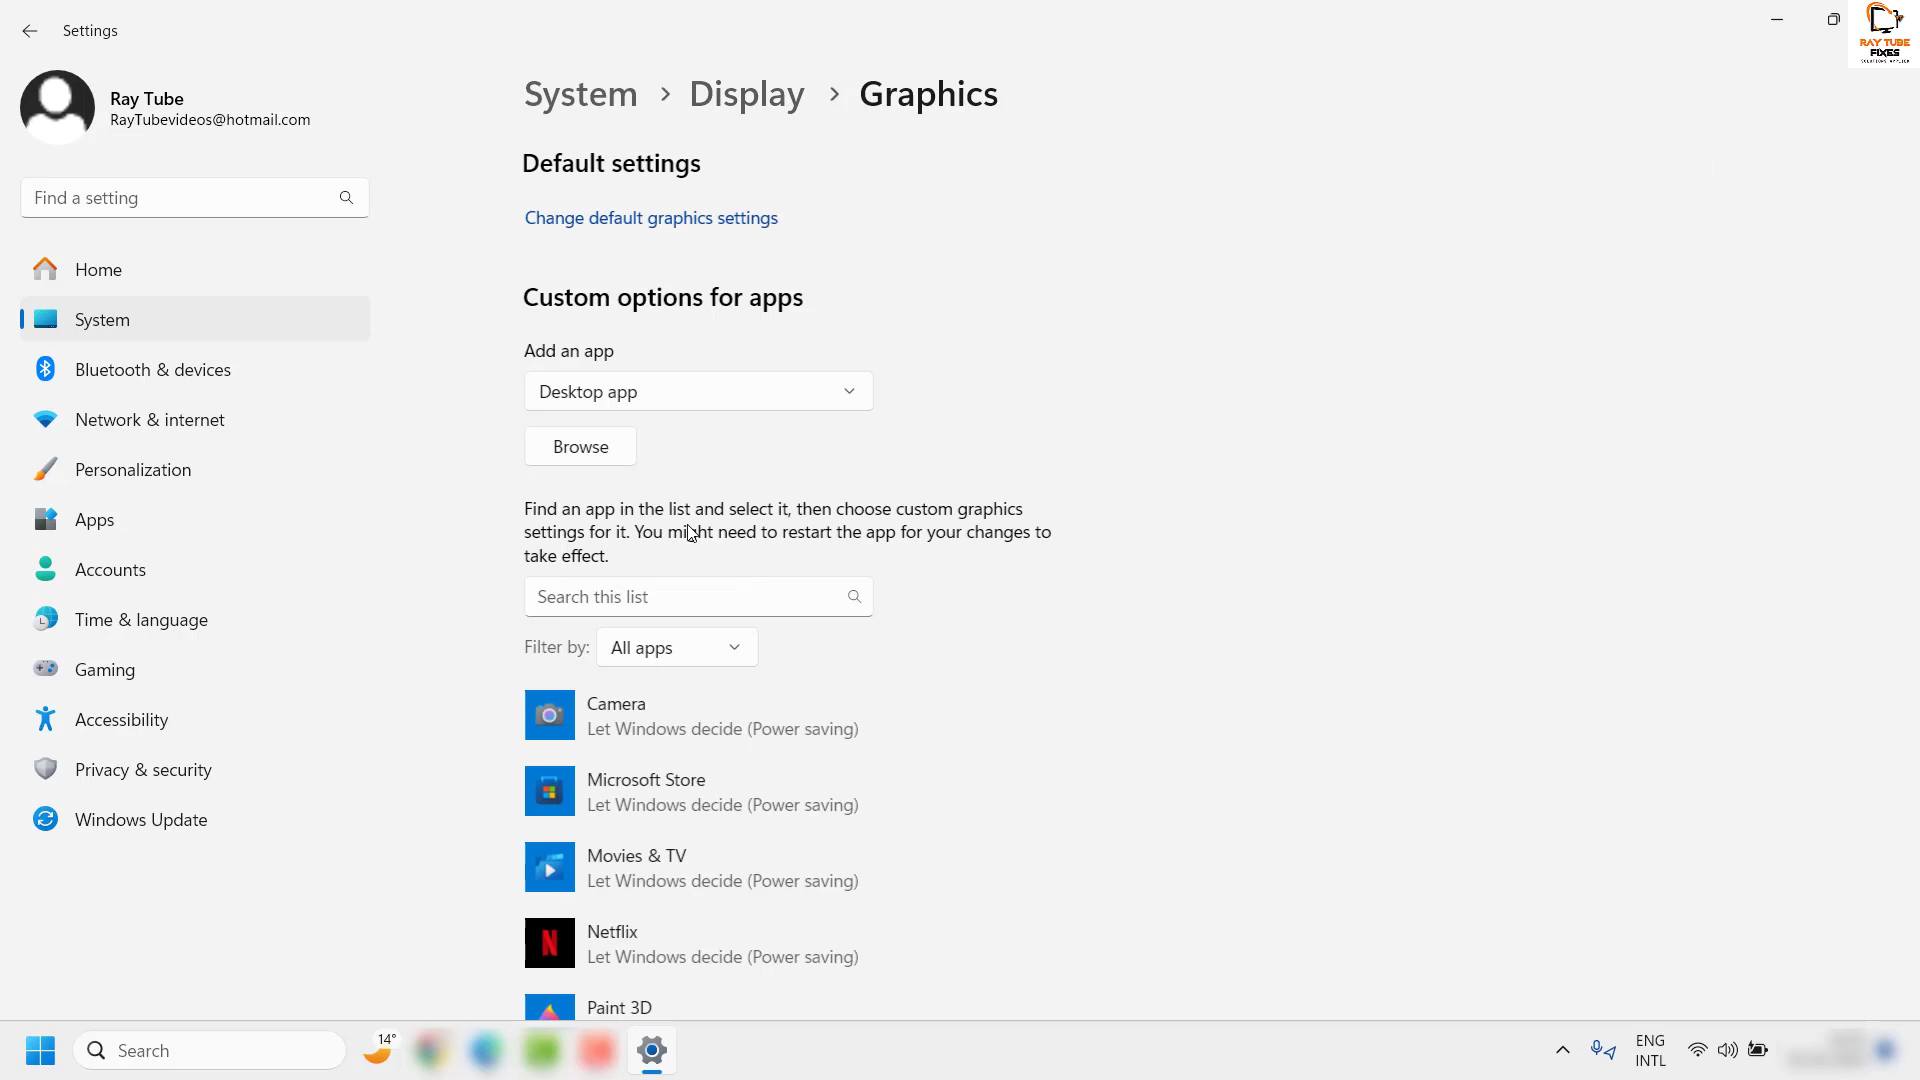 Settings
RAY TUBE
FIXES
Ray Tube
RayTubevideos@hotmail.com
Find a setting
Home
System
Bluetooth & devices
Network & internet
Personalization
Apps
Accounts
Time & language
Gaming
Accessibility
Privacy & security
Windows Update
System > Display > Graphics
Default settings
Change default graphics settings
Custom options for apps
Add an app
Desktop app
Browse
Find an app in the list and select it, then choose custom graphics
settings for it. You might need to restart the app for your changes to
take effect.
Search this list
Filter by: All apps
Camera
Let Windows decide (Power saving)
Microsoft Store
Let Windows decide (Power saving)
Movies & TV
Let Windows decide (Power saving)
Netflix
Let Windows decide (Power saving)
Paint 3D
Search
14°
ENG
INTL